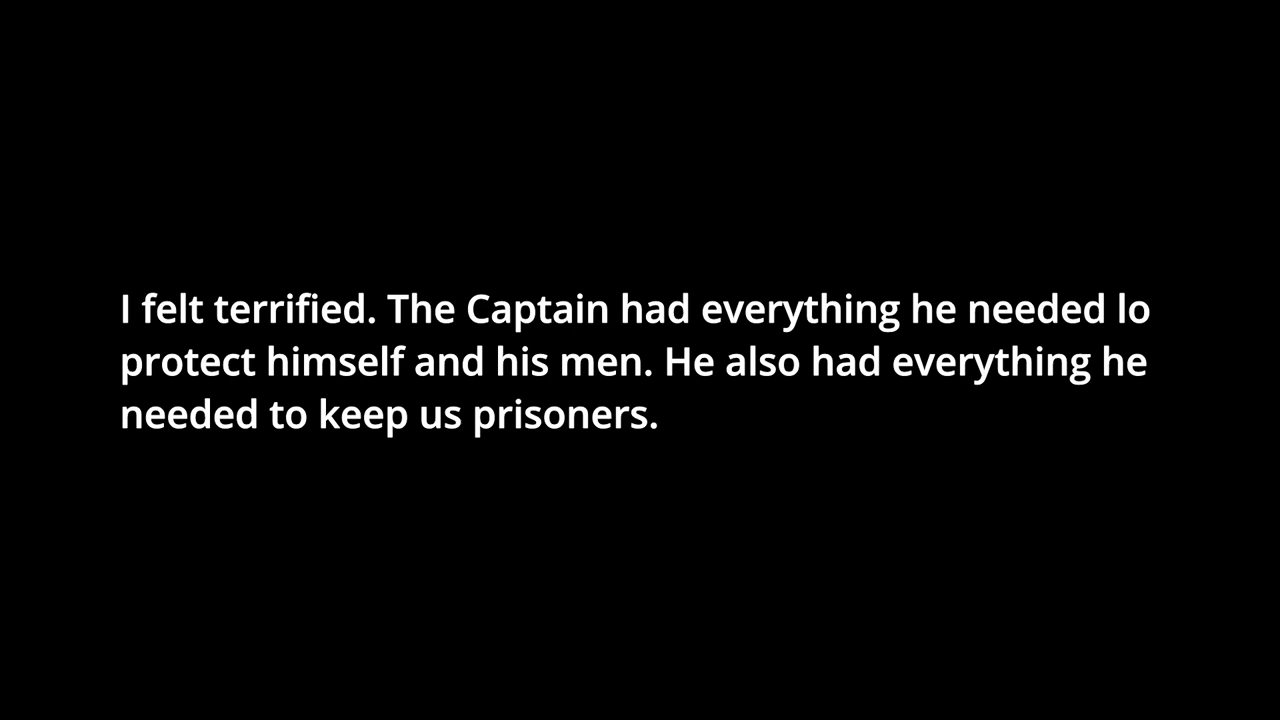 I felt terrified. The Captain had everything he needed lo
protect himself and his men. He also had everything he
needed to keep us prisoners.